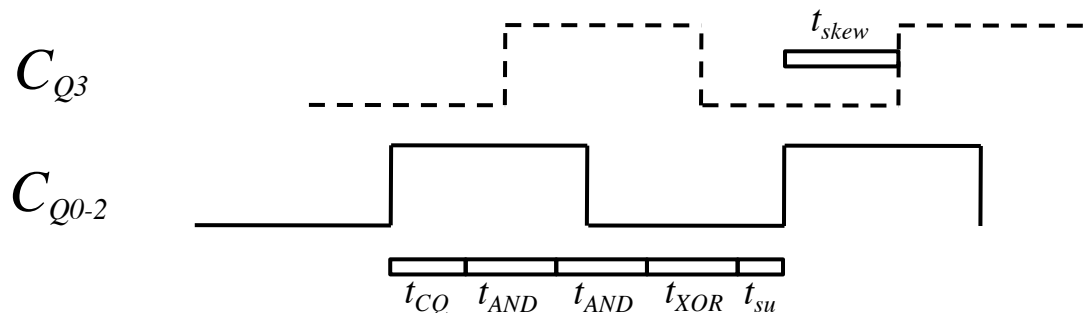 t_skew
C_Q3
C_Q0-2
t_CQ t_AND t_AND t_XOR t_su